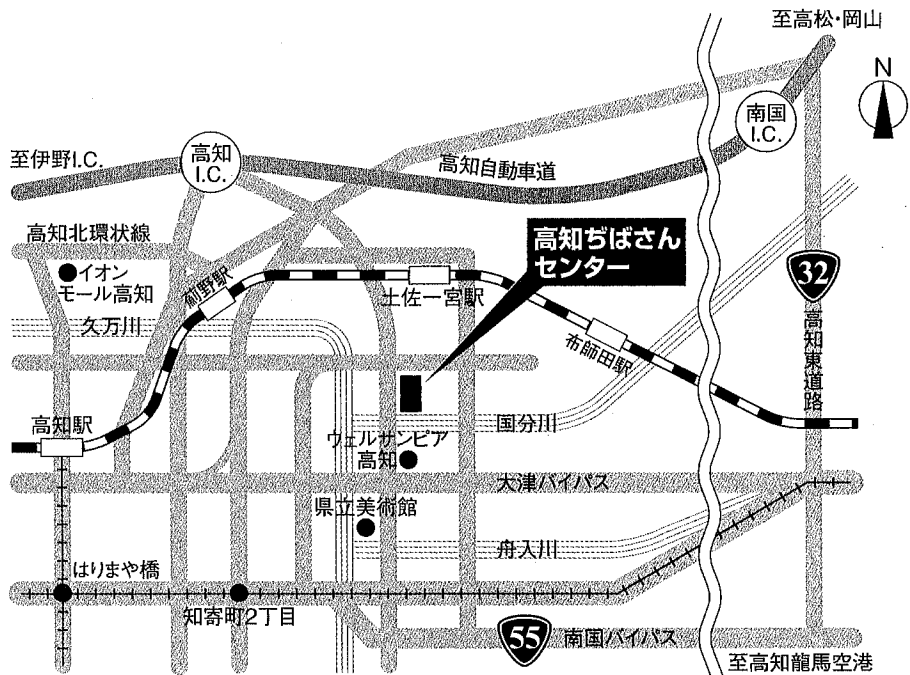 至高松・岡山
N
南国
I.C.
高知
I.C.
至伊野I.C.
高知自動車道
高知北環状線
高知ぢばさん
センター
イオン
モール高知
薊野駅
土佐一宮駅
32
久万川
布師田駅
高知東道路
高知駅
国分川
ウェルサンピア
高知
大津バイパス
県立美術館
舟入川
はりまや橋
知寄町2丁目
55
南国バイパス
至高知龍馬空港